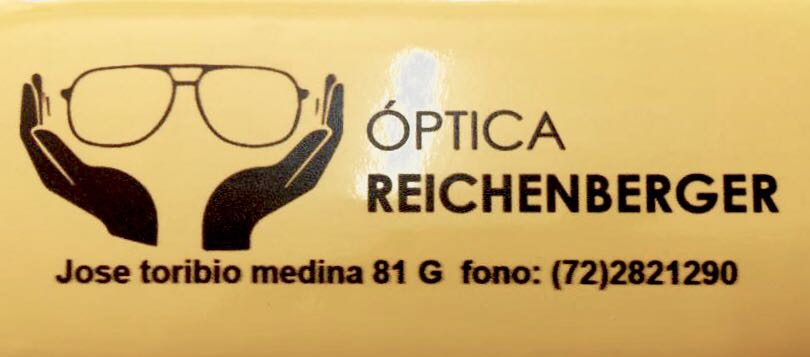 ÓPTICA
REICHENBERGER
Jose toribio medina 81 G fono: (72)2821290